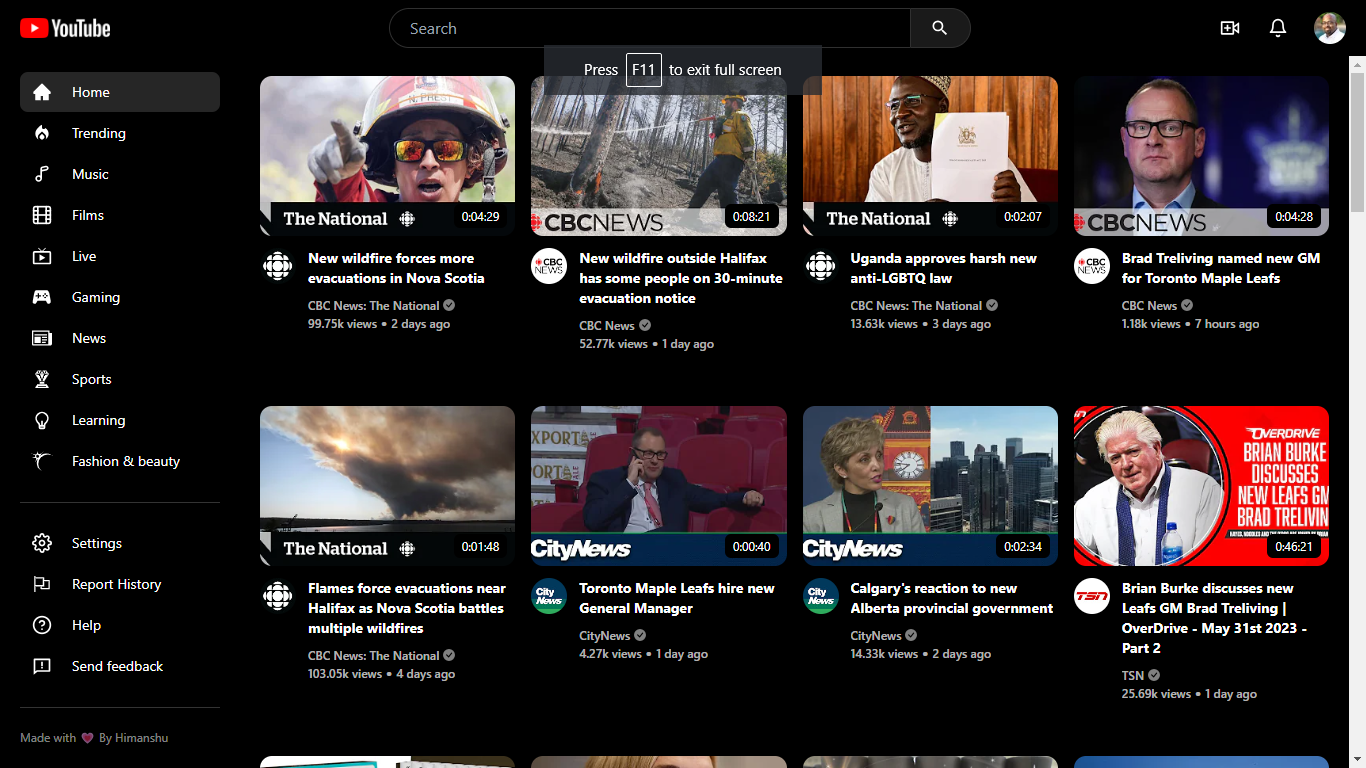 YouTube
Search
Press F11 to exit full screen
Home
Trending
Music
Films
Live
Gaming
News
Sports
Learning
Fashion & beauty
Settings
Report History
Help
Send feedback
Made with By Himanshu
N. PREST
The National
0:04:29
New wildfire forces more
evacuations in Nova Scotia
CBC News: The National
99.75k views • 2 days ago
CBCNEWS
0:08:21
CBC
NEWS
New wildfire outside Halifax
has some people on 30-minute
evacuation notice
CBC News
52.77k views • 1 day ago
The National
0:02:07
Uganda approves harsh new
anti-LGBTQ law
CBC News: The National
13.63k views • 3 days ago
CBCNEWS
0:04:28
CBC
NEWS
Brad Treliving named new GM
for Toronto Maple Leafs
CBC News
1.18k views • 7 hours ago
The National
0:01:48
Flames force evacuations near
Halifax as Nova Scotia battles
multiple wildfires
CBC News: The National
103.05k views • 4 days ago
EXPORT
PORT
CityNews
0:00:40
City
News
Toronto Maple Leafs hire new
General Manager
CityNews
4.27k views • 1 day ago
CityNews
0:02:34
City
News
Calgary's reaction to new
Alberta provincial government
CityNews
14.33k views • 2 days ago
OVERDRIVE
BRIAN BURKE
DISCUSSES
NEW LEAFS GM
BRAD TRELIVING
0:46:21
TSN
Brian Burke discusses new
Leafs GM Brad Treliving |
OverDrive - May 31st 2023 -
Part 2
TSN
25.69k views • 1 day ago